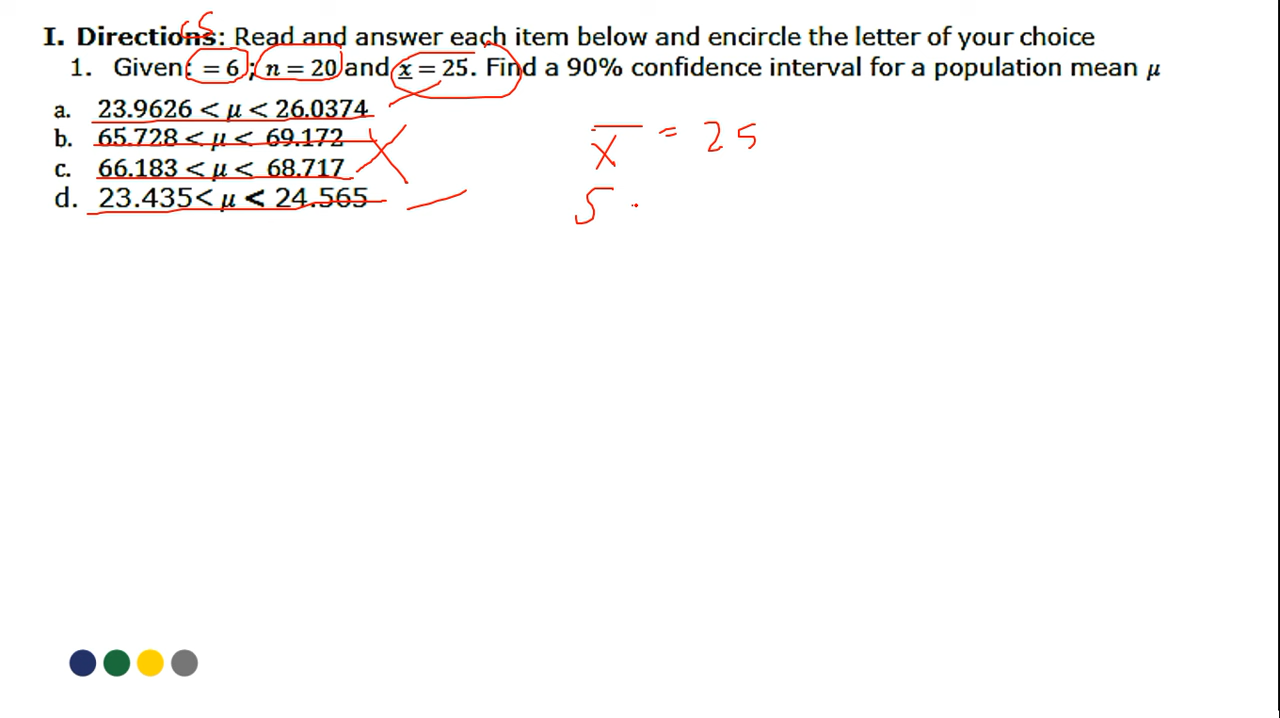 I. Directions: Read and answer each item below and encircle the letter of your choice
1. Given: = 6 ; n = 20 and x = 25. Find a 90% confidence interval for a population mean μ
a. 23.9626 < μ < 26.0374
b. 65.728 < μ < 69.172
c. 66.183 < μ < 68.717
d. 23.435< μ < 24.565
x̅ = 25